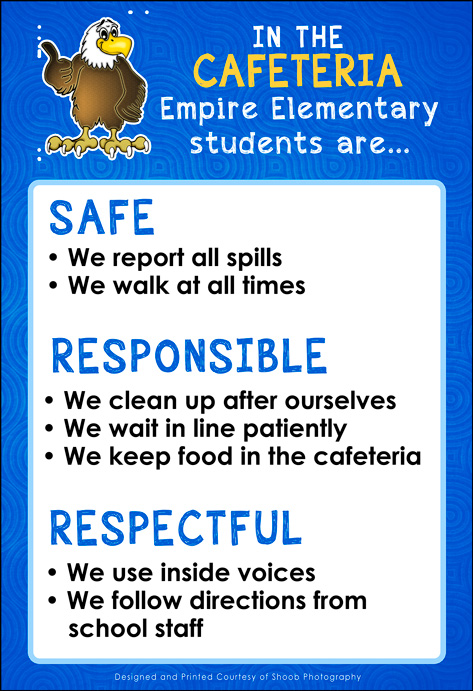 IN THE
CAFETERIA
Empire Elementary
students are...
SAFE
• We report all spills
• We walk at all times
RESPONSIBLE
• We clean up after ourselves
• We wait in line patiently
• We keep food in the cafeteria
RESPECTFUL
• We use inside voices
• We follow directions from
school staff
Designed and Printed Courtesy of Shoob Photography